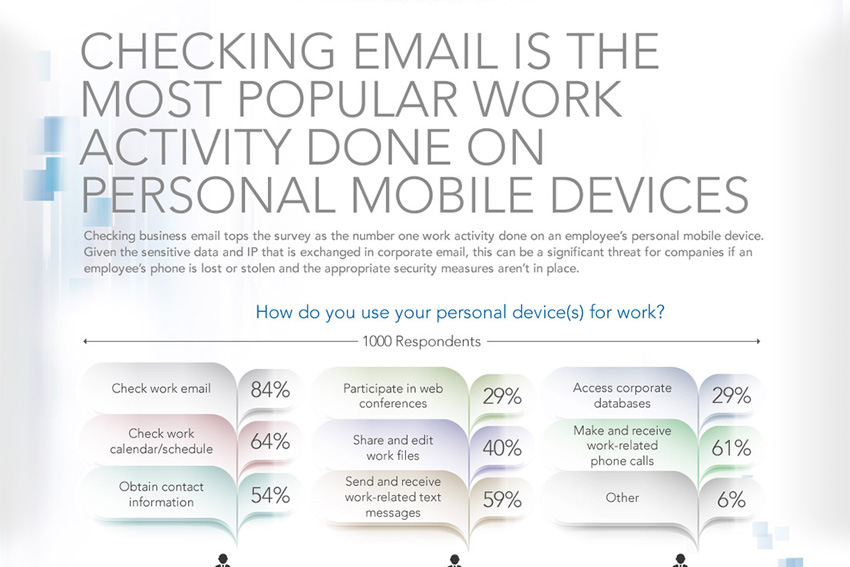 CHECKING EMAIL IS THE
MOST POPULAR WORK
ACTIVITY DONE ON
PERSONAL MOBILE DEVICES
Checking business email tops the survey as the number one work activity done on an employee's personal mobile device.
Given the sensitive data and IP that is exchanged in corporate email, this can be a significant threat for companies if an
employee's phone is lost or stolen and the appropriate security measures aren't in place.
How do you use your personal device(s) for work?
1000 Respondents
Check work email
84%
Check work
calendar/schedule
64%
Obtain contact
information
54%
Participate in web
conferences
29%
Share and edit
work files
40%
Send and receive
work-related text
messages
59%
Access corporate
databases
29%
Make and receive
work-related
phone calls
61%
Other
6%